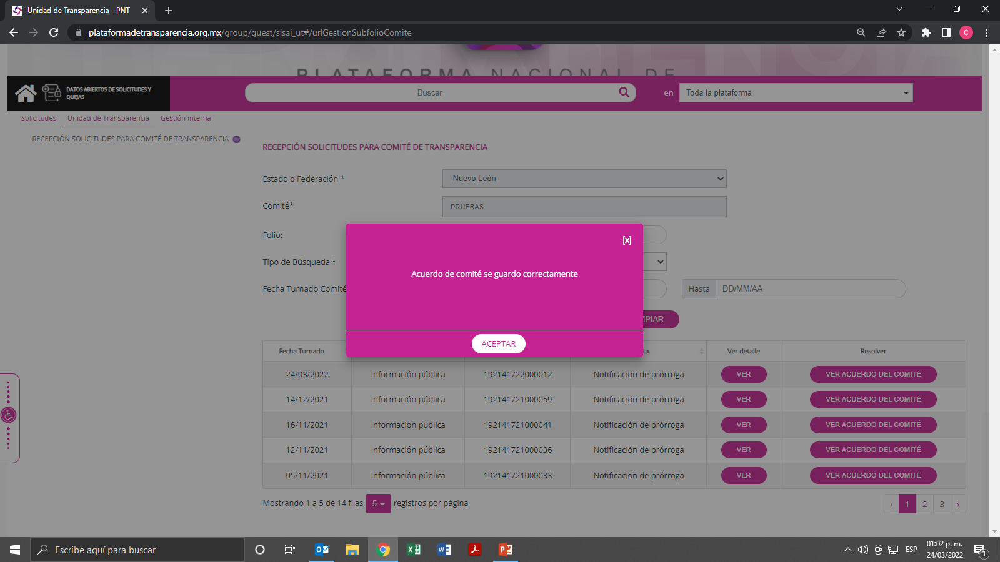 Unidad de Transparencia - PNT
plataformadetransparencia.org.mx/group/guest/sisai_ut#/urlGestionSubfolioComite
C
PLATAFORMA NACIONAL DE
DATOS ABIERTOS DE SOLICITUDES Y
QUEJAS
Buscar
en
Toda la plataforma
Solicitudes
Unidad de Transparencia
Gestión interna
RECEPCIÓN SOLICITUDES PARA COMITÉ DE TRANSPARENCIA
RECEPCIÓN SOLICITUDES PARA COMITÉ DE TRANSPARENCIA
Estado o Federación *
Nuevo León
Comité*
PRUEBAS
Folio:
Tipo de Búsqueda *
Fecha Turnado Comité
Hasta
DD/MM/AA
MPIAR
[x]
Acuerdo de comité se guardo correctamente
ACEPTAR
Fecha Turnado
ta
Ver detalle
Resolver
24/03/2022 Información pública 192141722000012 Notificación de prórroga VER VER ACUERDO DEL COMITÉ
14/12/2021 Información pública 192141721000059 Notificación de prórroga VER VER ACUERDO DEL COMITÉ
16/11/2021 Información pública 192141721000041 Notificación de prórroga VER VER ACUERDO DEL COMITÉ
12/11/2021 Información pública 192141721000036 Notificación de prórroga VER VER ACUERDO DEL COMITÉ
05/11/2021 Información pública 192141721000033 Notificación de prórroga VER VER ACUERDO DEL COMITÉ
Mostrando 1 a 5 de 14 filas 5 registros por página
‹ 1 2 3 ›
Escribe aquí para buscar
ESP
01:02 p. m.
24/03/2022
1